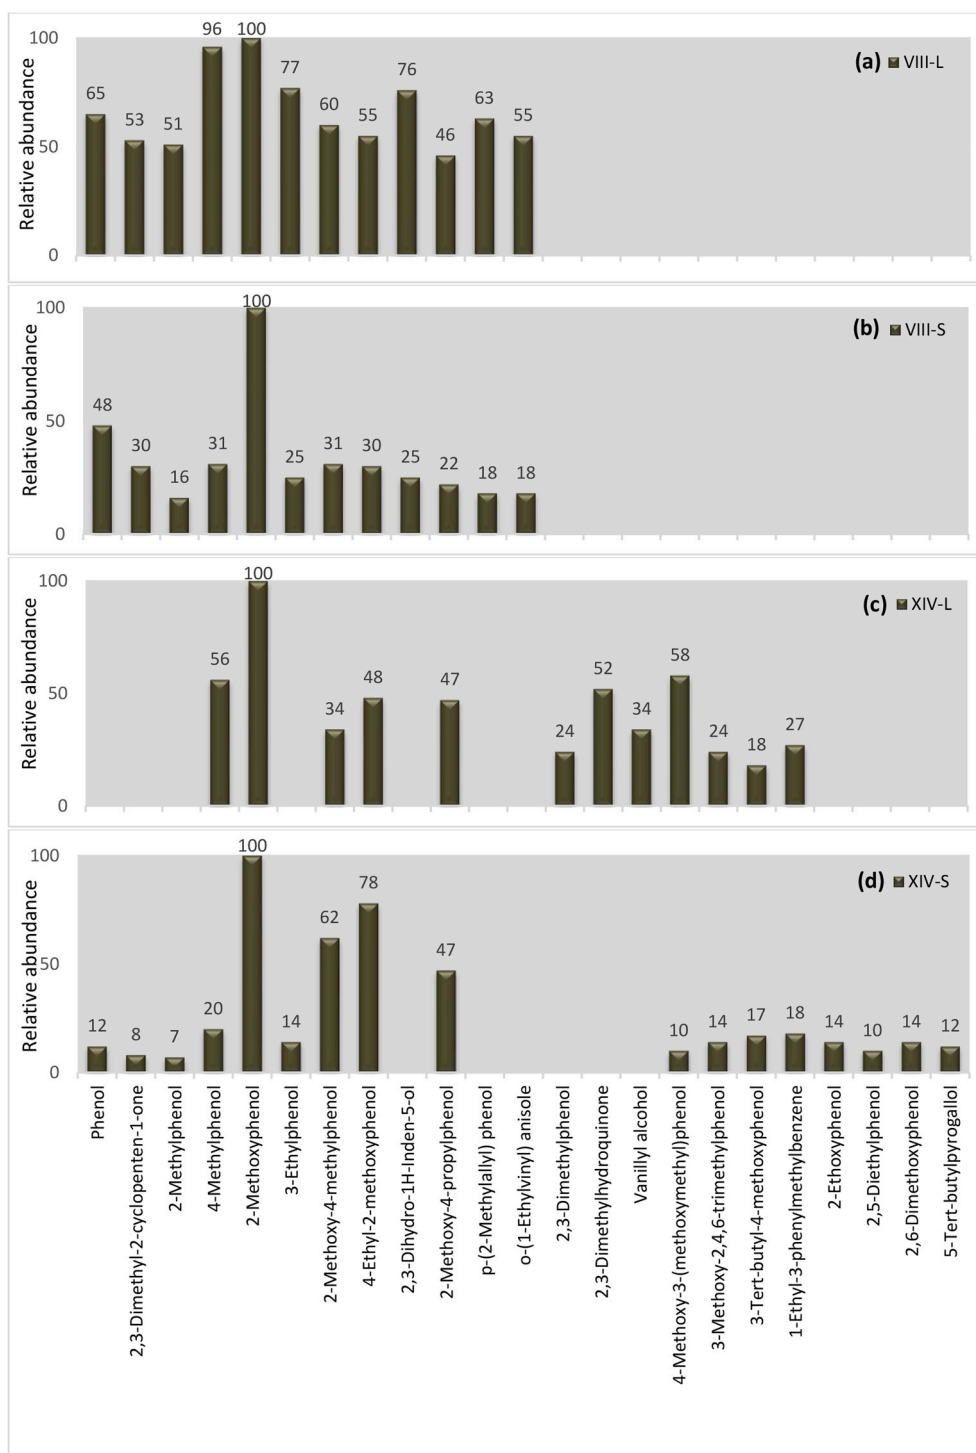 96 100
100
(a) VIII-L
77
76
65
63
60
55
55
53
51
46
50
0
Relative abundance
100
100
(b) VIII-S
48
50
30
16
31
25
31
30
25
22
18
18
0
Relative abundance
100
100
(c) XIV-L
56
34
48
47
24
52
34
58
24
18
27
50
0
Relative abundance
100
100
(d) XIV-S
12
8
7
20
14
62
78
47
10
14
17
18
14
10
14
12
50
0
Relative abundance
Phenol
2,3-Dimethyl-2-cyclopenten-1-one
2-Methylphenol
4-Methylphenol
2-Methoxyphenol
3-Ethylphenol
2-Methoxy-4-methylphenol
4-Ethyl-2-methoxyphenol
2,3-Dihydro-1H-Inden-5-ol
2-Methoxy-4-propylphenol
p-(2-Methylallyl) phenol
o-(1-Ethylvinyl) anisole
2,3-Dimethylphenol
2,3-Dimethylhydroquinone
Vanillyl alcohol
4-Methoxy-3-(methoxymethyl)phenol
3-Methoxy-2,4,6-trimethylphenol
3-Tert-butyl-4-methoxyphenol
1-Ethyl-3-phenylmethylbenzene
2-Ethoxyphenol
2,5-Diethylphenol
2,6-Dimethoxyphenol
5-Tert-butylpyrogallol